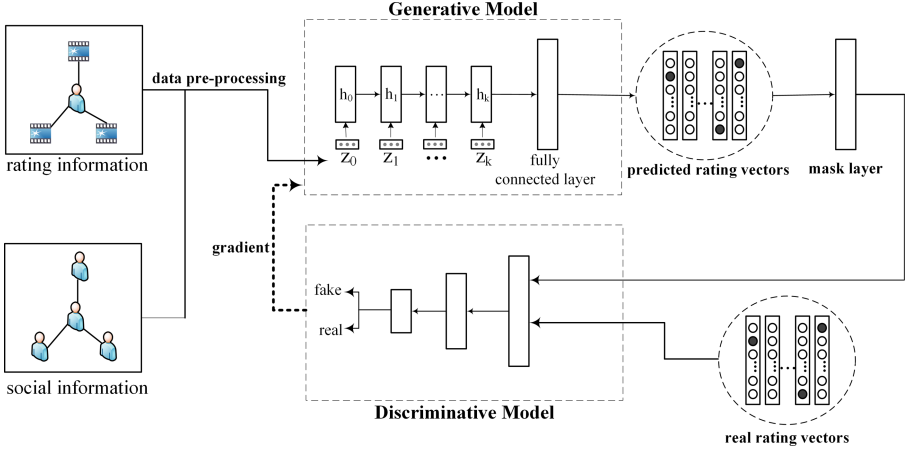 Generative Model
data pre-processing
h0
h1
...
hk
z0
z1
...
zk
fully
connected layer
rating information
predicted rating vectors
mask layer
gradient
fake
real
social information
Discriminative Model
real rating vectors